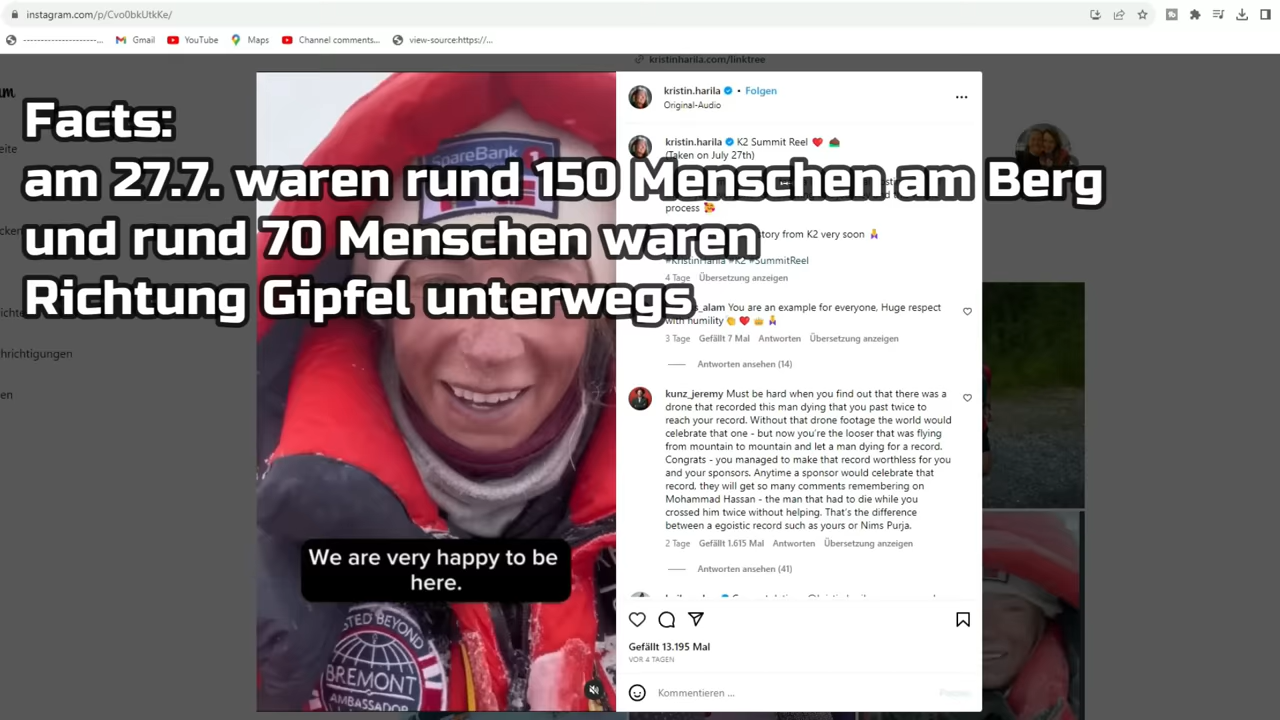 instagram.com/p/Cvo0bkUtkKe/
Gmail
YouTube
Maps
Channel comments...
view-source:https://...
kristinharila.com/linktree
Facts:
am 27.7. waren rund 150 Menschen am Berg
und rund 70 Menschen waren
Richtung Gipfel unterwegs
SpareBank 1
We are very happy to be
here.
BREMONT
AMBASSADOR
kristin.harila • Folgen
Original-Audio
kristin.harila K2 Summit Reel ❤️
(Taken on July 27th)
process 🥰
story from K2 very soon
#KristinHarila #K2 #SummitReel
4 Tage Übersetzung anzeigen
s_alam You are an example for everyone, Huge respect
with humility
3 Tage Gefällt 7 Mal Antworten Übersetzung anzeigen
Antworten ansehen (14)
kunz_jeremy Must be hard when you find out that there was a
drone that recorded this man dying that you past twice to
reach your record. Without that drone footage the world would
celebrate that one - but now you're the looser that was flying
from mountain to mountain and let a man dying for a record.
Congrats - you managed to make that record worthless for you
and your sponsors. Anytime a sponsor would celebrate that
record, they will get so many comments remembering on
Mohammad Hassan - the man that had to die while you
crossed him twice without helping. That's the difference
between a egoistic record such as yours or Nims Purja.
2 Tage Gefällt 1.615 Mal Antworten Übersetzung anzeigen
Antworten ansehen (41)
Gefällt 13.195 Mal
VOR 4 TAGEN
Kommentieren ...
Posten
hrichtigungen